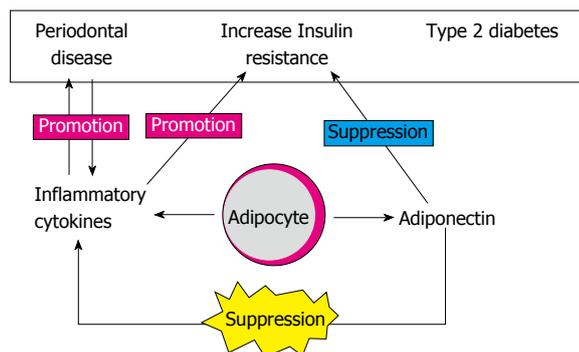 Periodontal
disease
Increase Insulin
resistance
Type 2 diabetes
Promotion
Promotion
Suppression
Inflammatory
cytokines
Adipocyte
Adiponectin
Suppression